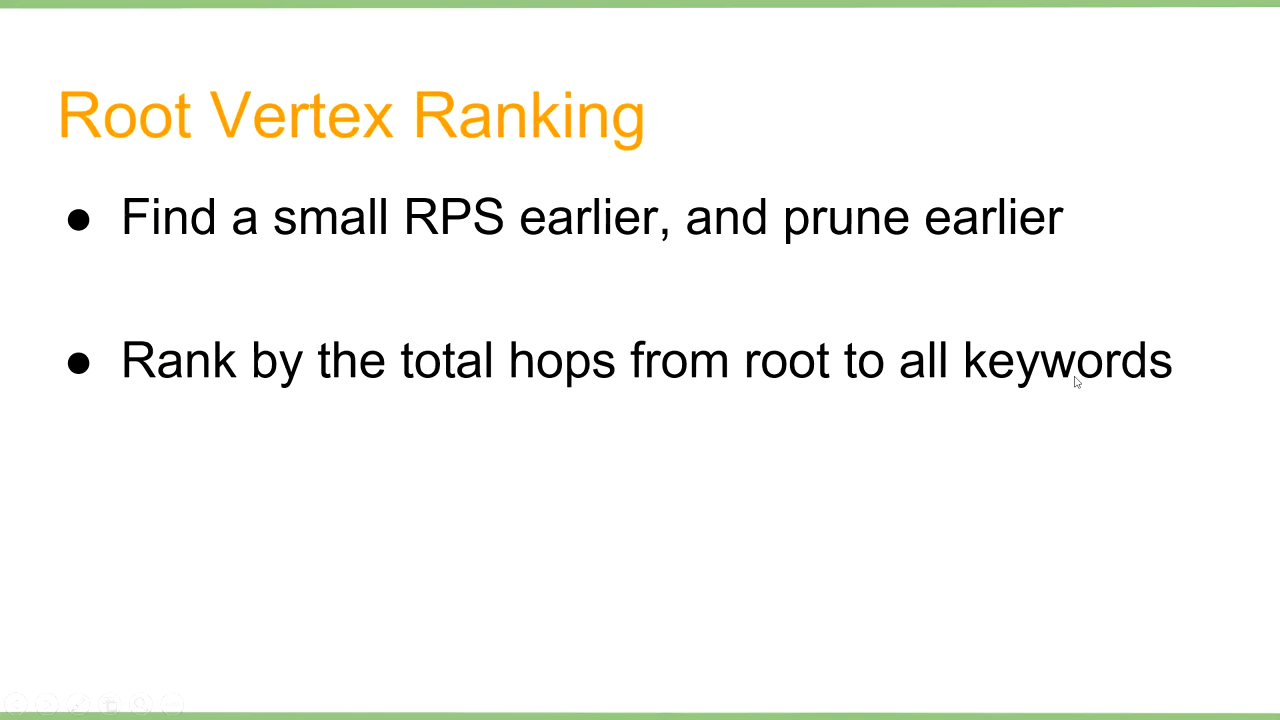 Root Vertex Ranking
● Find a small RPS earlier, and prune earlier
● Rank by the total hops from root to all keywords